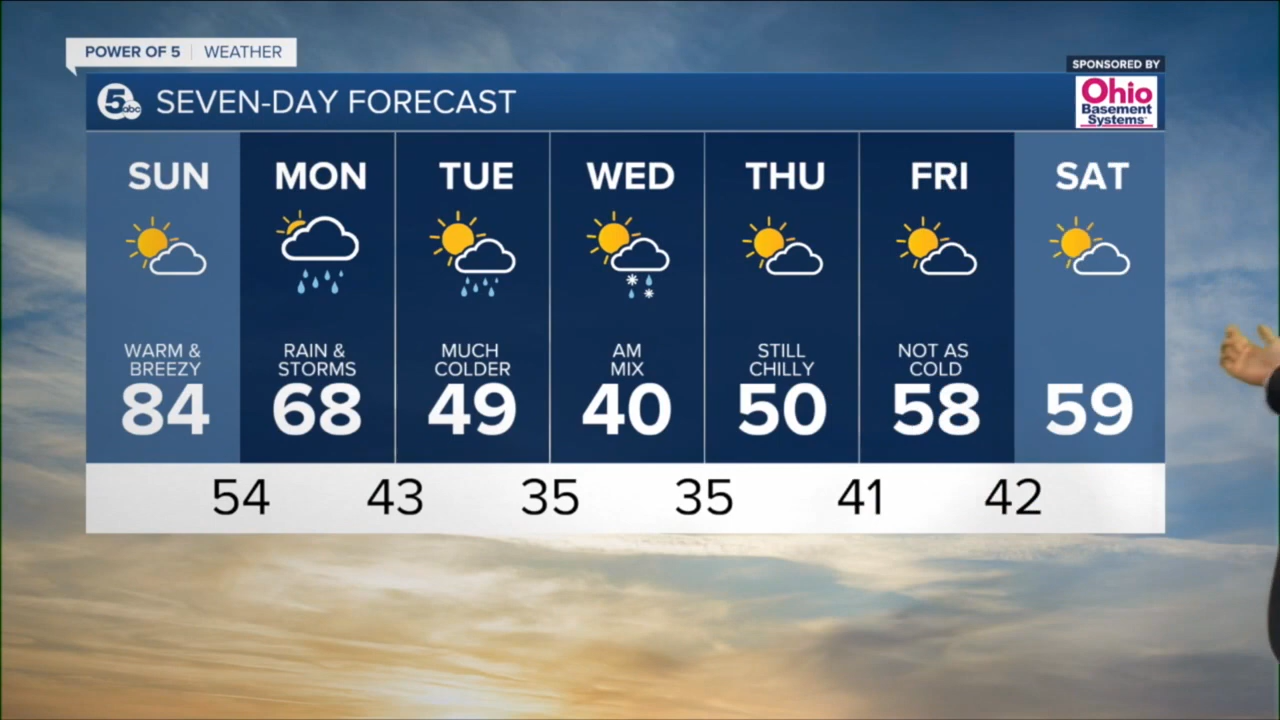 POWER OF 5 | WEATHER
SPONSORED BY
5 abc SEVEN-DAY FORECAST
Ohio
Basement
Systems
SUN MON TUE WED THU FRI SAT
WARM & RAIN & MUCH AM STILL NOT AS
BREEZY STORMS COLDER MIX CHILLY COLD
84 68 49 40 50 58 59
54 43 35 35 41 42